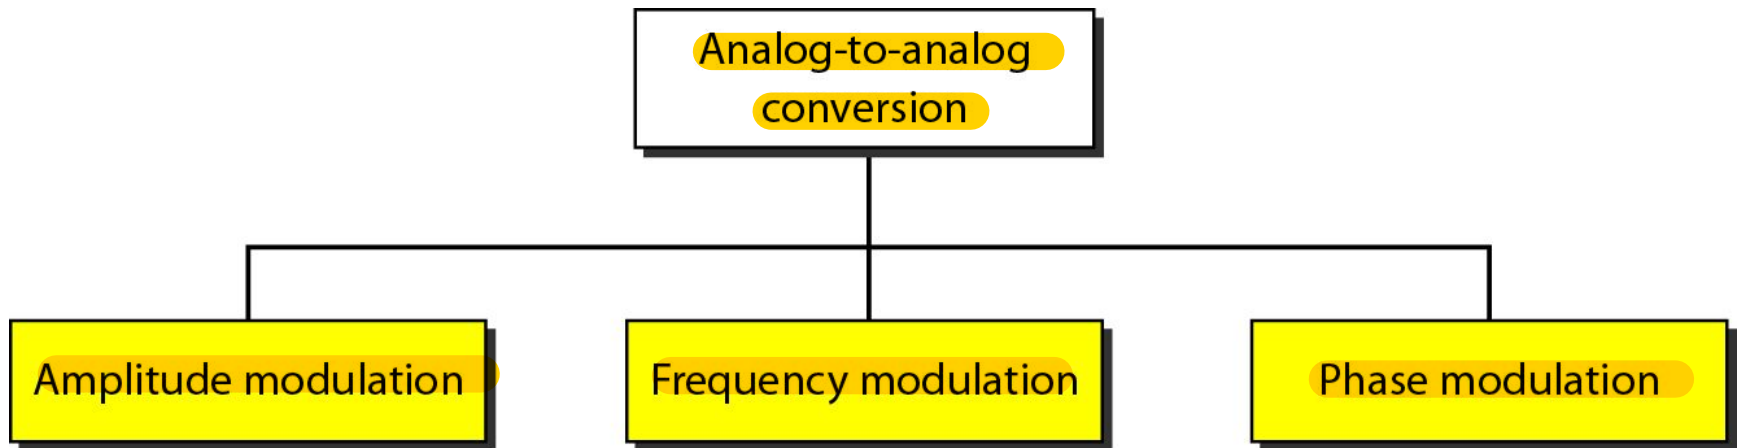 Analog-to-analog
conversion
Amplitude modulation
Frequency modulation
Phase modulation